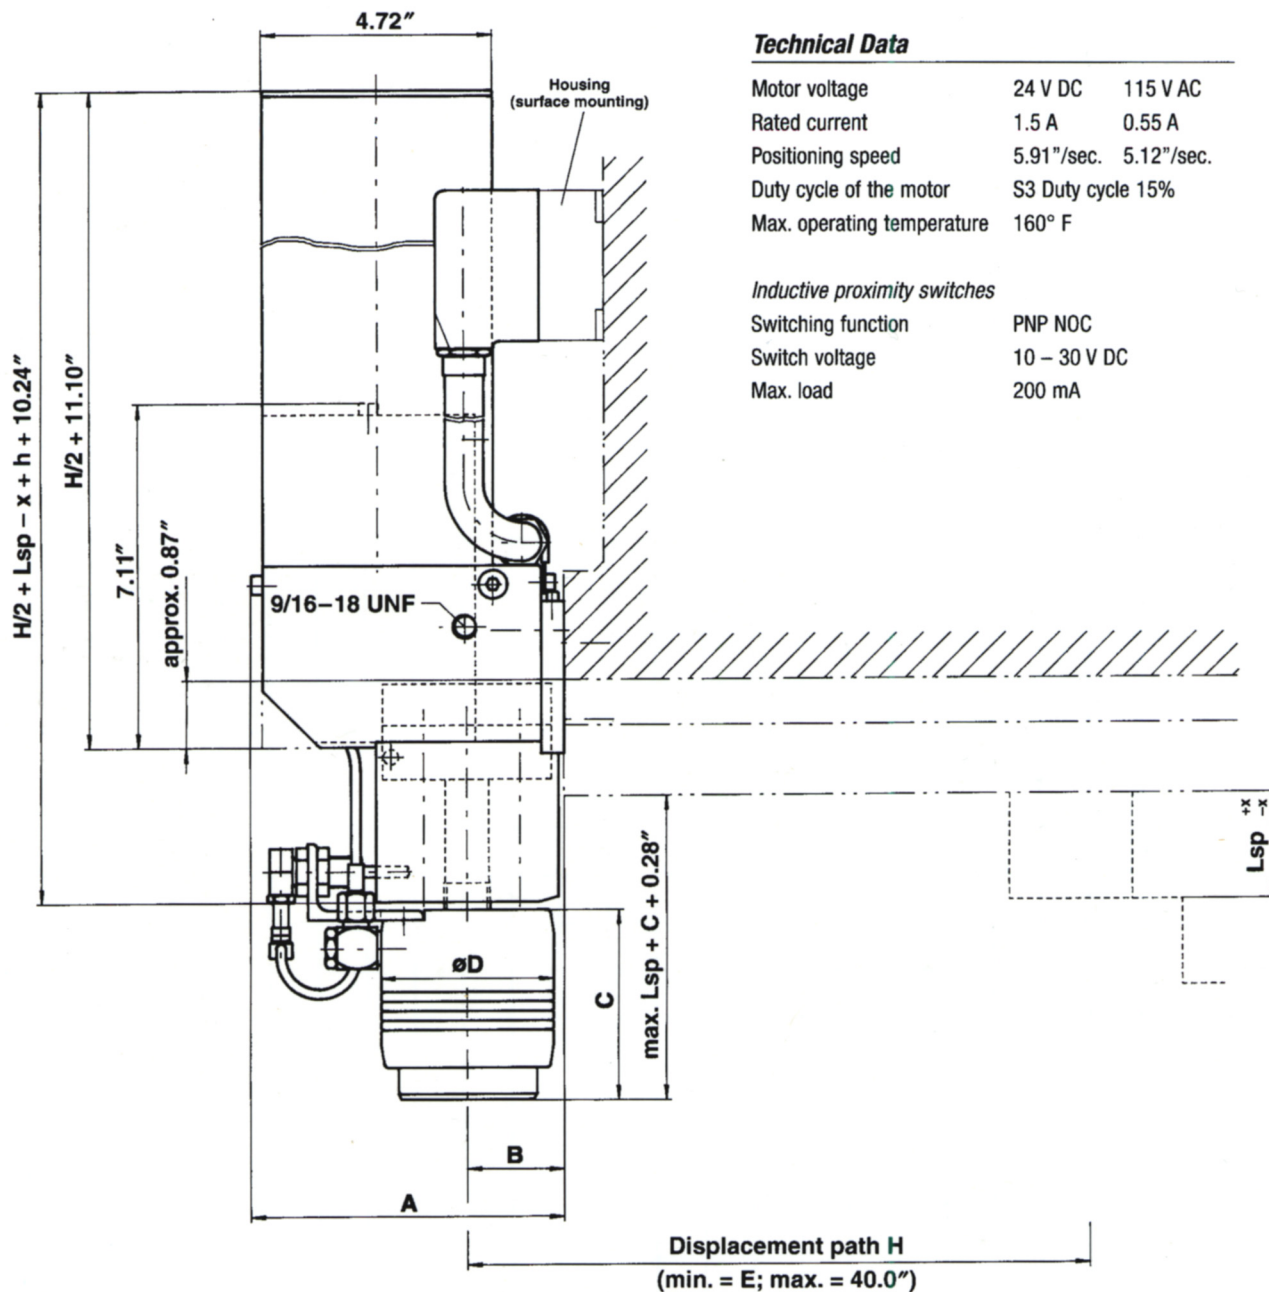 4.72″
Technical Data
Motor voltage 24 V DC 115 V AC
Rated current 1.5 A 0.55 A
Positioning speed 5.91”/sec. 5.12”/sec.
Duty cycle of the motor S3 Duty cycle 15%
Max. operating temperature 160° F
Inductive proximity switches
Switching function PNP NOC
Switch voltage 10 – 30 V DC
Max. load 200 mA
Housing
(surface mounting)
H/2 + Lsp – x + h + 10.24″
H/2 + 11.10″
7.11″
approx. 0.87″
9/16–18 UNF
max. Lsp + C + 0.28″
Lsp +x –x
øD
C
B
A
Displacement path H
(min. = E; max. = 40.0″)